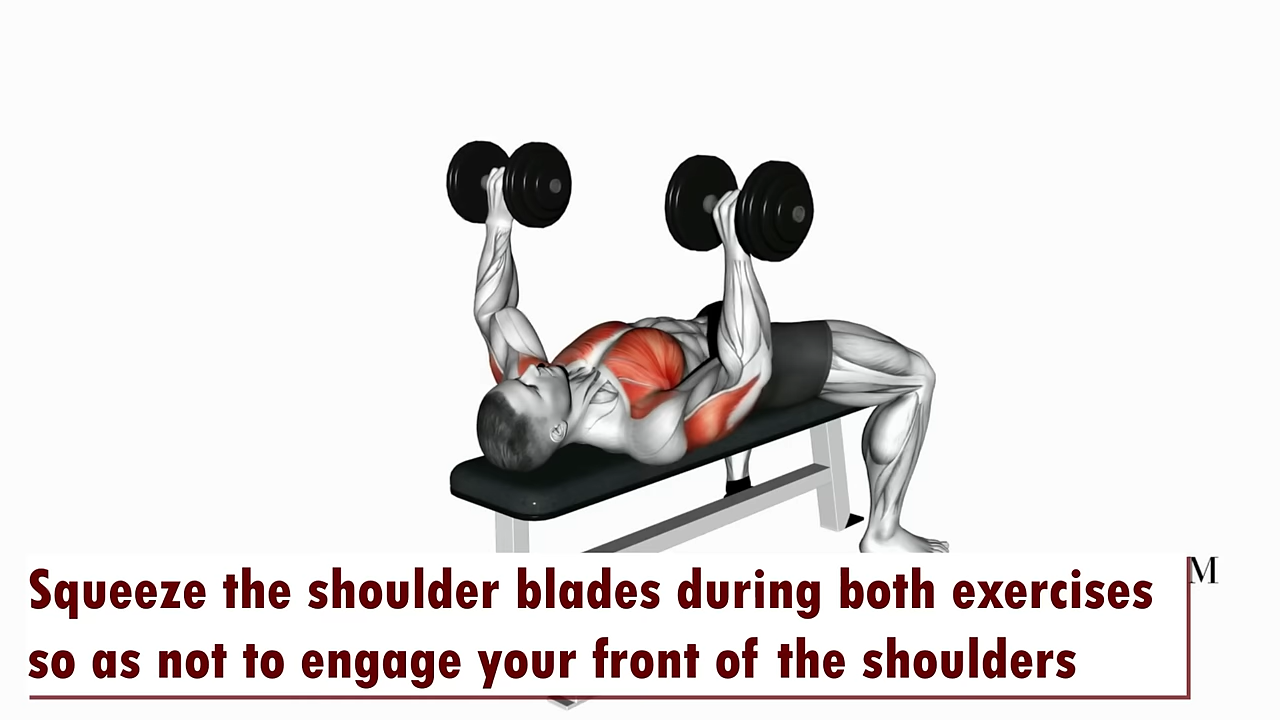 M
Squeeze the shoulder blades during both exercises
so as not to engage your front of the shoulders